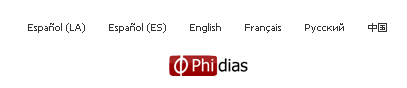 Español (LA) Español (ES) English Français Русский 中国
Phidias